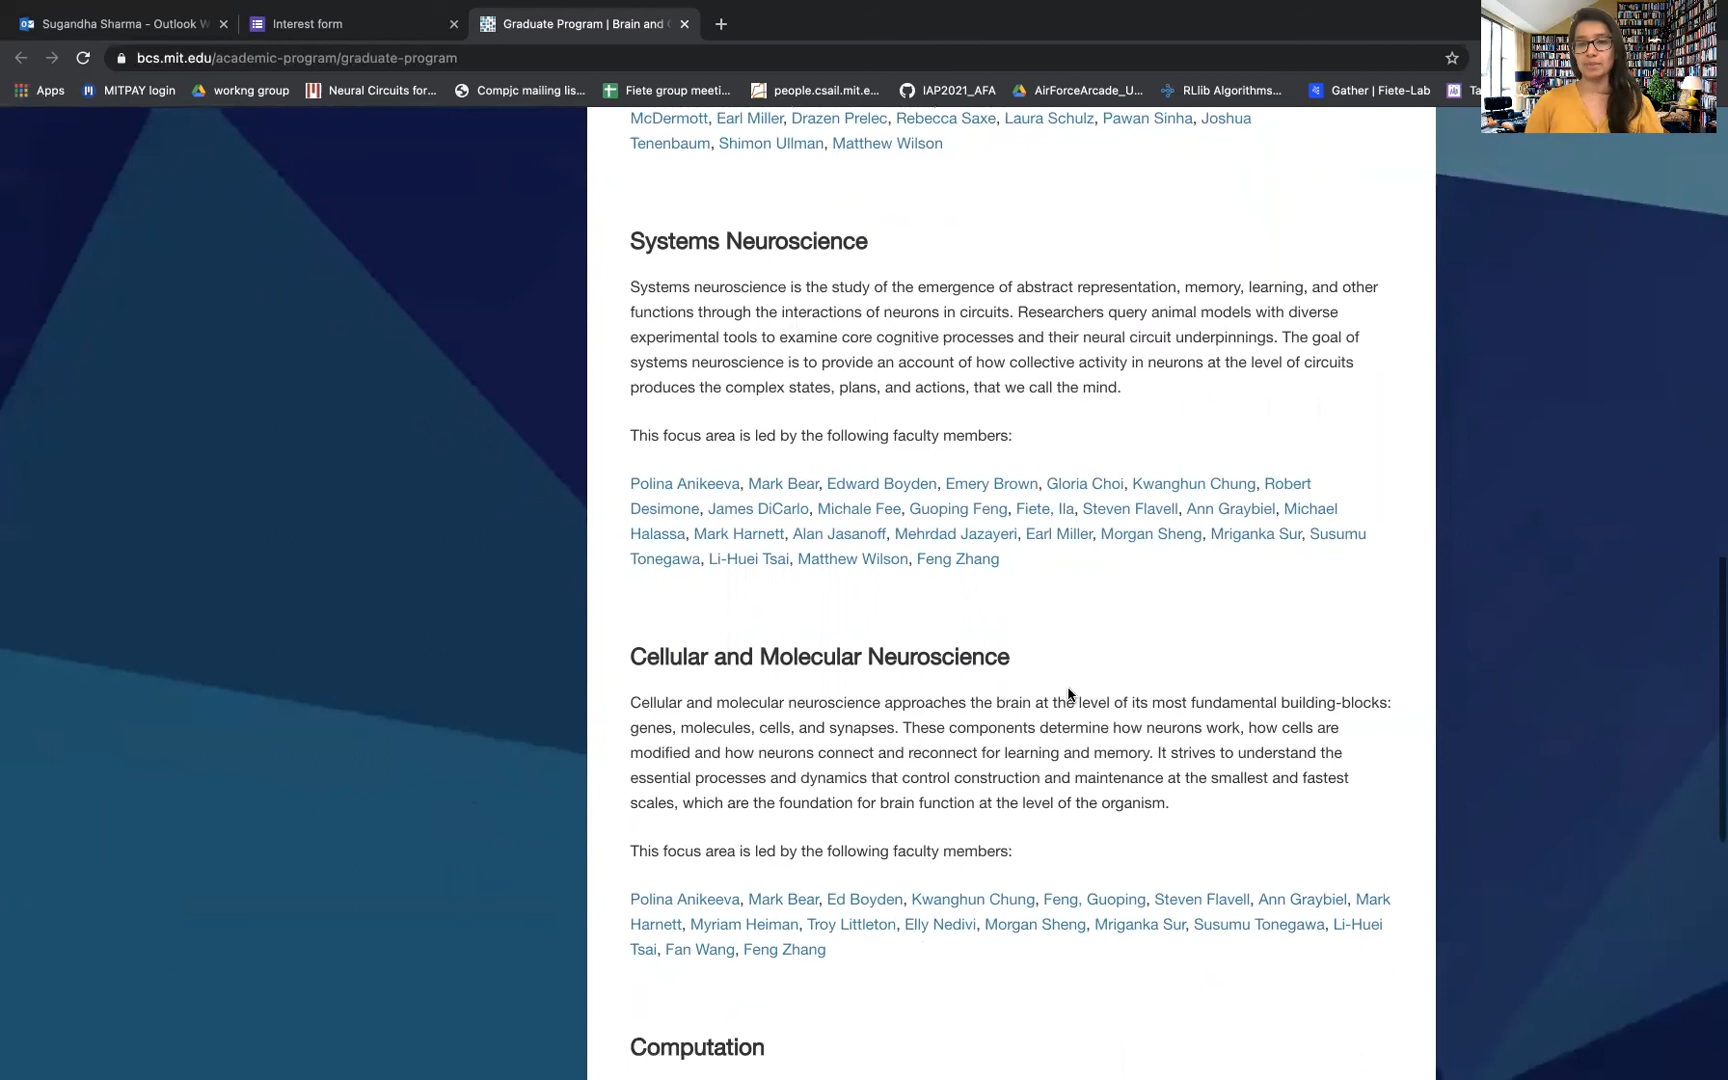 Sugandha Sharma - Outlook W
Interest form
Graduate Program | Brain and
bcs.mit.edu/academic-program/graduate-program
Apps
MITPAY login
workng group
Neural Circuits for...
Compjc mailing lis...
Fiete group meeti...
people.csail.mit.e...
IAP2021_AFA
AirForceArcade_U...
RLlib Algorithms...
Gather | Fiete-Lab
McDermott, Earl Miller, Drazen Prelec, Rebecca Saxe, Laura Schulz, Pawan Sinha, Joshua
Tenenbaum, Shimon Ullman, Matthew Wilson
Systems Neuroscience
Systems neuroscience is the study of the emergence of abstract representation, memory, learning, and other
functions through the interactions of neurons in circuits. Researchers query animal models with diverse
experimental tools to examine core cognitive processes and their neural circuit underpinnings. The goal of
systems neuroscience is to provide an account of how collective activity in neurons at the level of circuits
produces the complex states, plans, and actions, that we call the mind.
This focus area is led by the following faculty members:
Polina Anikeeva, Mark Bear, Edward Boyden, Emery Brown, Gloria Choi, Kwanghun Chung, Robert
Desimone, James DiCarlo, Michale Fee, Guoping Feng, Fiete, Ila, Steven Flavell, Ann Graybiel, Michael
Halassa, Mark Harnett, Alan Jasanoff, Mehrdad Jazayeri, Earl Miller, Morgan Sheng, Mriganka Sur, Susumu
Tonegawa, Li-Huei Tsai, Matthew Wilson, Feng Zhang
Cellular and Molecular Neuroscience
Cellular and molecular neuroscience approaches the brain at the level of its most fundamental building-blocks:
genes, molecules, cells, and synapses. These components determine how neurons work, how cells are
modified and how neurons connect and reconnect for learning and memory. It strives to understand the
essential processes and dynamics that control construction and maintenance at the smallest and fastest
scales, which are the foundation for brain function at the level of the organism.
This focus area is led by the following faculty members:
Polina Anikeeva, Mark Bear, Ed Boyden, Kwanghun Chung, Feng, Guoping, Steven Flavell, Ann Graybiel, Mark
Harnett, Myriam Heiman, Troy Littleton, Elly Nedivi, Morgan Sheng, Mriganka Sur, Susumu Tonegawa, Li-Huei
Tsai, Fan Wang, Feng Zhang
Computation